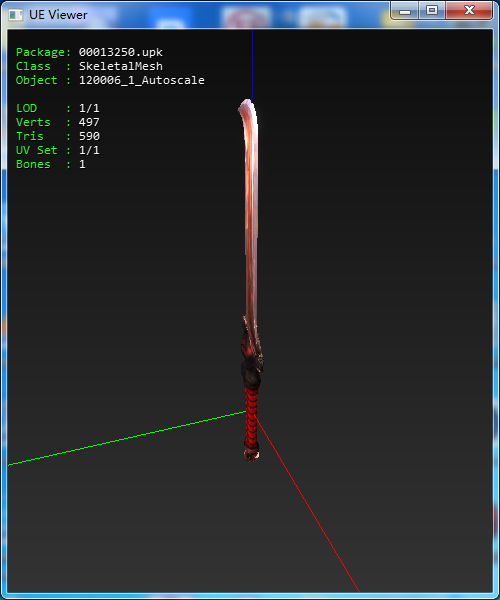 UE Viewer
Package: 00013250.upk
Class : SkeletalMesh
Object : 120006_1_Autoscale
LOD : 1/1
Verts : 497
Tris : 590
UV Set : 1/1
Bones : 1